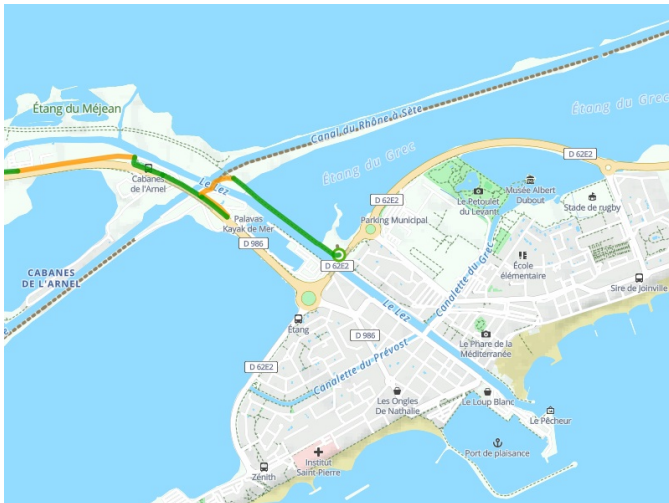 Étang du Méjean
Canal du Rhône à Sète
Étang du Grec
Cabanes
de l'Arnel
Le Lez
Étang du Grec
D 62E2
Musée Albert
Dubout
D 62E2
Le Petoulet
du Levant
Stade de rugby
Palavas
Kayak de Mer
Parking Municipal
D 986
Canalette du Grec
École
élémentaire
D 62E2
CABANES
DE L'ARNEL
Sire de Joinville
Le Lez
Étang
D 986
Le Phare de la
Méditerranée
D 62E2
Canalette du Prévost
Les Ongles
De Nathalie
Le Loup Blanc
Le Pêcheur
Port de plaisance
Institut
Saint-Pierre
Zénith